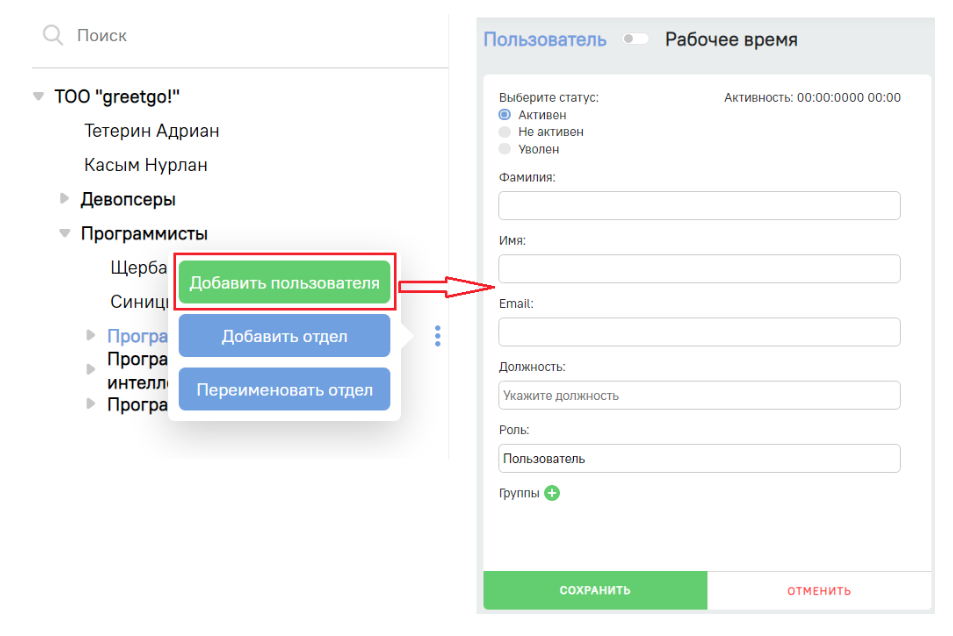 Поиск
ТОО "greetgo!"
Тетерин Адриан
Касым Нурлан
Девопсеры
Программисты
Щерба
Синиц
Програ
Програ
интелл
Програ
Добавить пользователя
Добавить отдел
Переименовать отдел
Пользователь Рабочее время
Выберите статус: Активность: 00:00:0000 00:00
Активен
Не активен
Уволен
Фамилия:
Имя:
Email:
Должность:
Укажите должность
Роль:
Пользователь
Группы
СОХРАНИТЬ ОТМЕНИТЬ